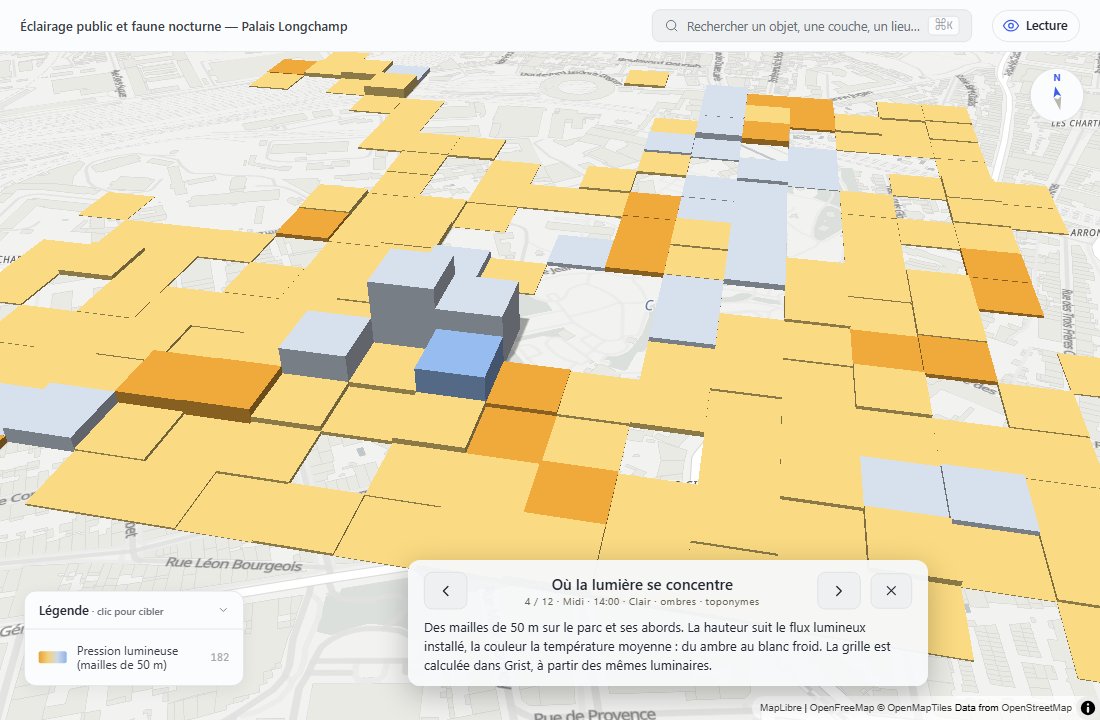 Éclairage public et faune nocturne — Palais Longchamp
Rechercher un objet, une couche, un lieu... ⌘K
Lecture
N
LES CHARTR
ARRON
Rue Léon Bourgeois
Rue de Provence
Légende · clic pour cibler
Pression lumineuse
(mailles de 50 m)
182
Où la lumière se concentre
4 / 12 · Midi · 14:00 · Clair · ombres · toponymes
Des mailles de 50 m sur le parc et ses abords. La hauteur suit le flux lumineux
installé, la couleur la température moyenne : du ambre au blanc froid. La grille est
calculée dans Grist, à partir des mêmes luminaires.
MapLibre | OpenFreeMap © OpenMapTiles Data from OpenStreetMap